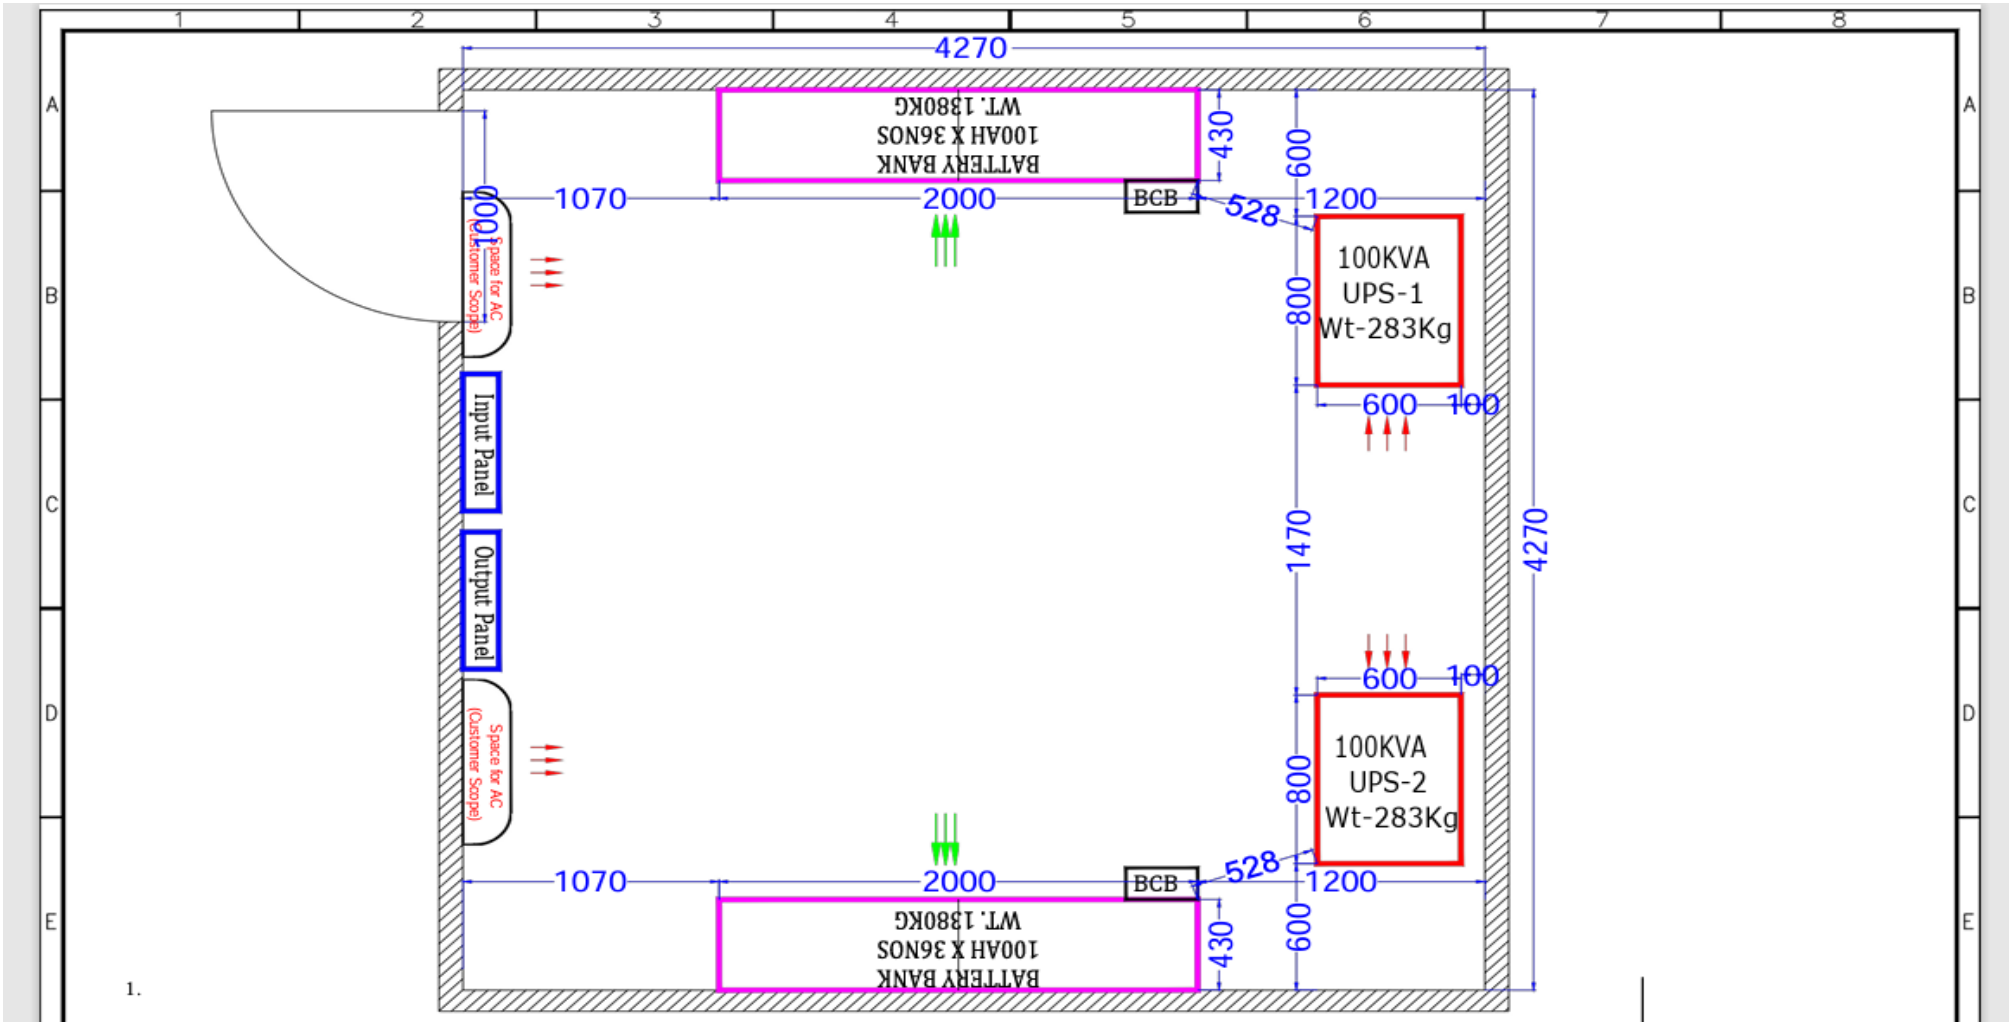 1 2 3 4 5 6 7 8
4270
A
A
WT. 1380KG
100AH X 36NOS
BATTERY BANK
430
600
1070
2000
BCB
528
1200
1000
Space for AC
(Customer Scope)
B
B
100KVA
UPS-1
Wt-283Kg
800
600
100
Input Panel
C
C
1470
4270
Output Panel
600
100
D
D
Space for AC
(Customer Scope)
100KVA
UPS-2
Wt-283Kg
800
528
1070
2000
BCB
1200
E
E
WT. 1380KG
100AH X 36NOS
BATTERY BANK
430
600
1.